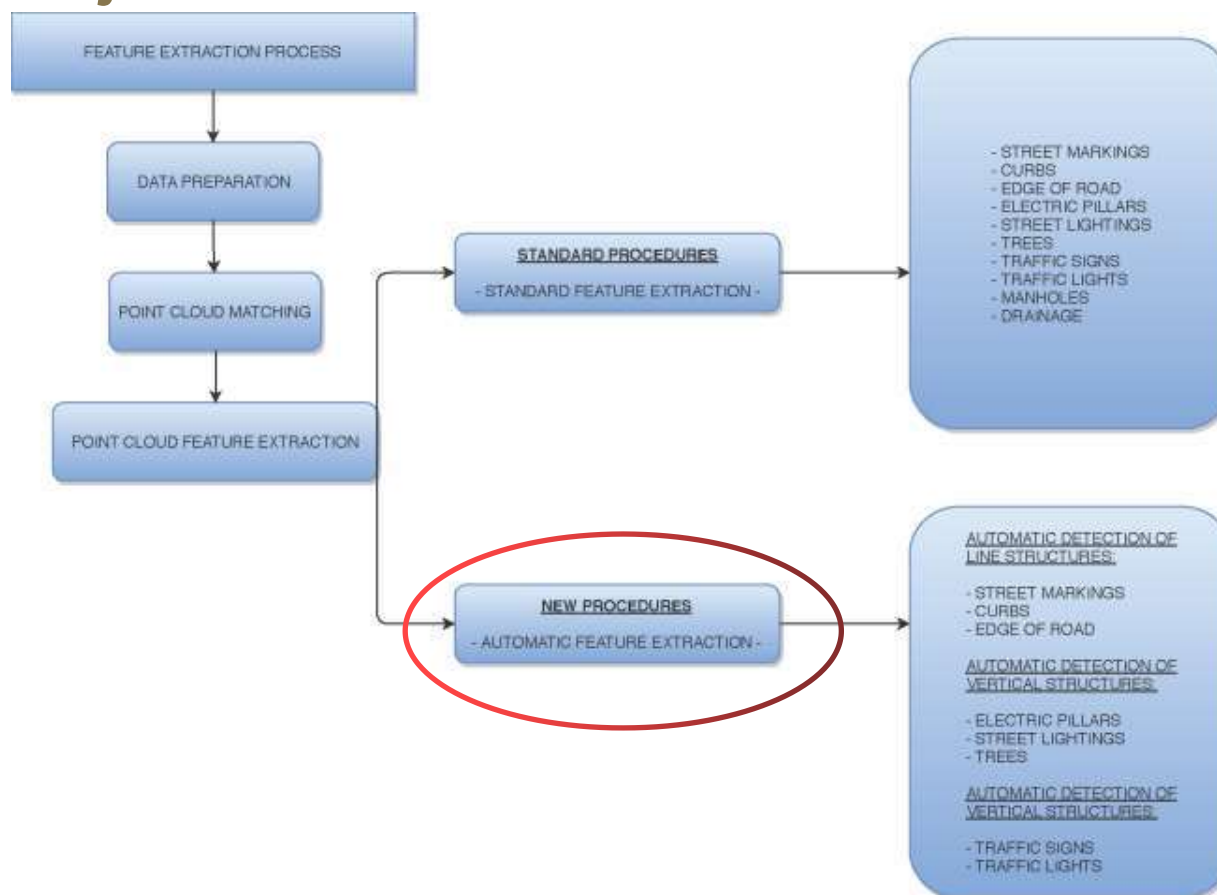 FEATURE EXTRACTION PROCESS
DATA PREPARATION
POINT CLOUD MATCHING
POINT CLOUD FEATURE EXTRACTION
STANDARD PROCEDURES
- STANDARD FEATURE EXTRACTION -
- STREET MARKINGS
- CURBS
- EDGE OF ROAD
- ELECTRIC PILLARS
- STREET LIGHTINGS
- TREES
- TRAFFIC SIGNS
- TRAFFIC LIGHTS
- MANHOLES
- DRAINAGE
NEW PROCEDURES
- AUTOMATIC FEATURE EXTRACTION -
AUTOMATIC DETECTION OF
LINE STRUCTURES:
- STREET MARKINGS
- CURBS
- EDGE OF ROAD
AUTOMATIC DETECTION OF
VERTICAL STRUCTURES:
- ELECTRIC PILLARS
- STREET LIGHTINGS
- TREES
AUTOMATIC DETECTION OF
VERTICAL STRUCTURES:
- TRAFFIC SIGNS
- TRAFFIC LIGHTS